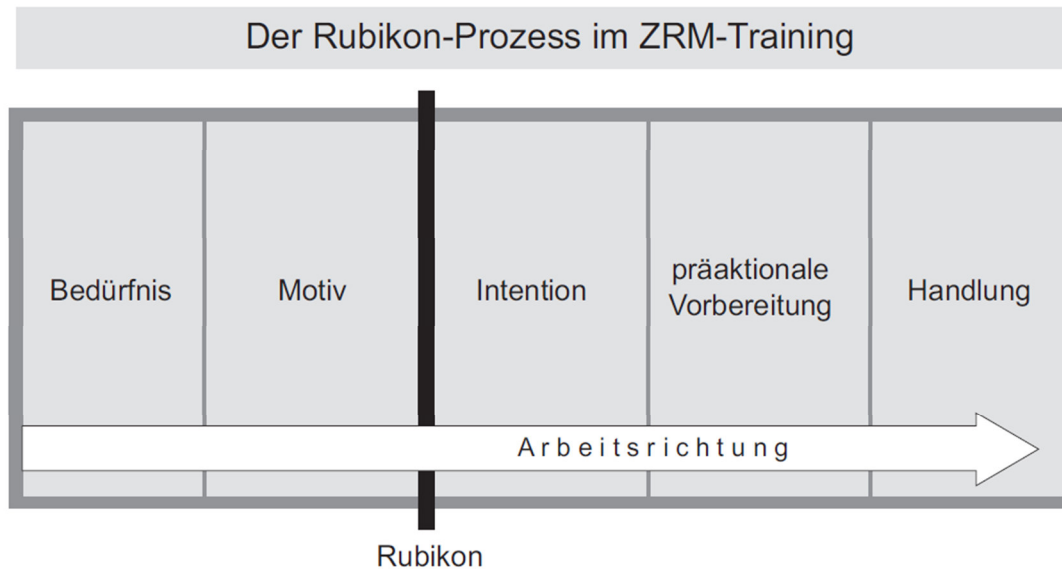 Der Rubikon-Prozess im ZRM-Training
Bedürfnis
Motiv
Intention
präaktionale
Vorbereitung
Handlung
Arbeitsrichtung
Rubikon